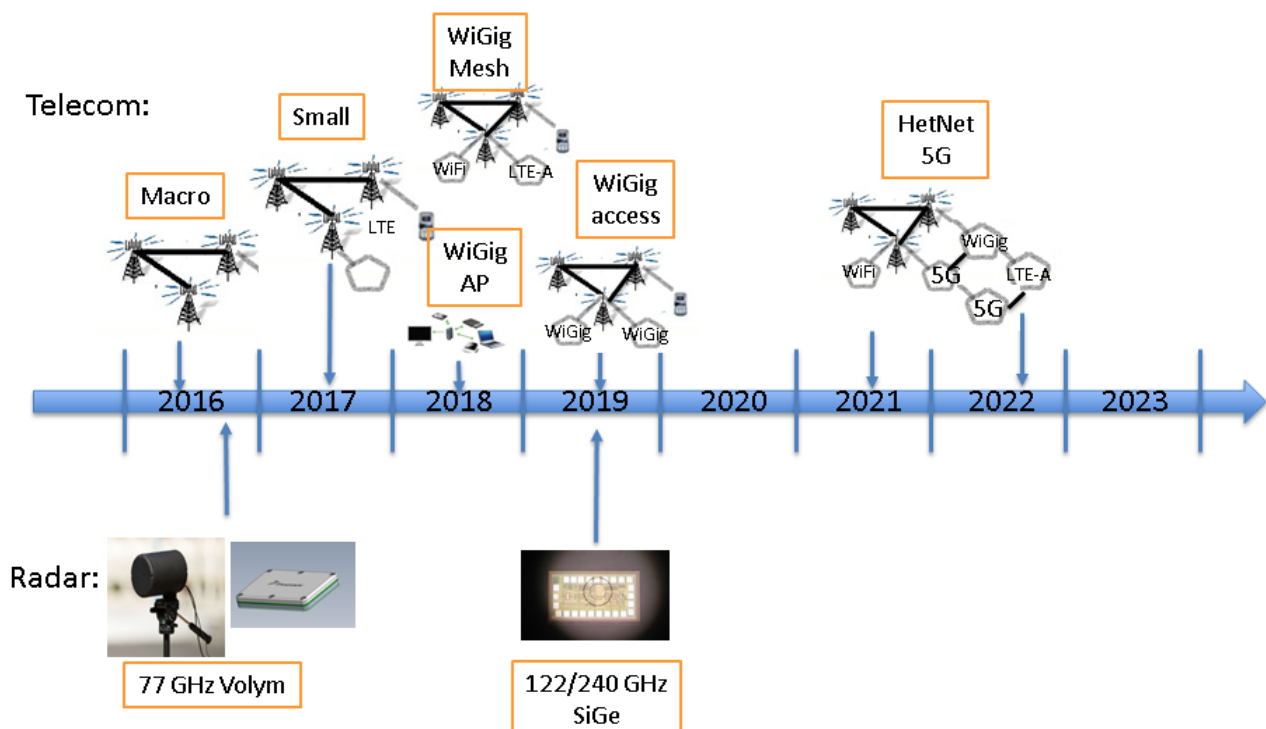 WiGig
Mesh
Telecom:
Small
HetNet
5G
WiFi
LTE-A
WiGig
access
Macro
LTE
WiGig
AP
WiGig
WiFi
5G
LTE-A
5G
WiGig
WiGig
2016
2017
2018
2019
2020
2021
2022
2023
Radar:
77 GHz Volym
122/240 GHz
SiGe